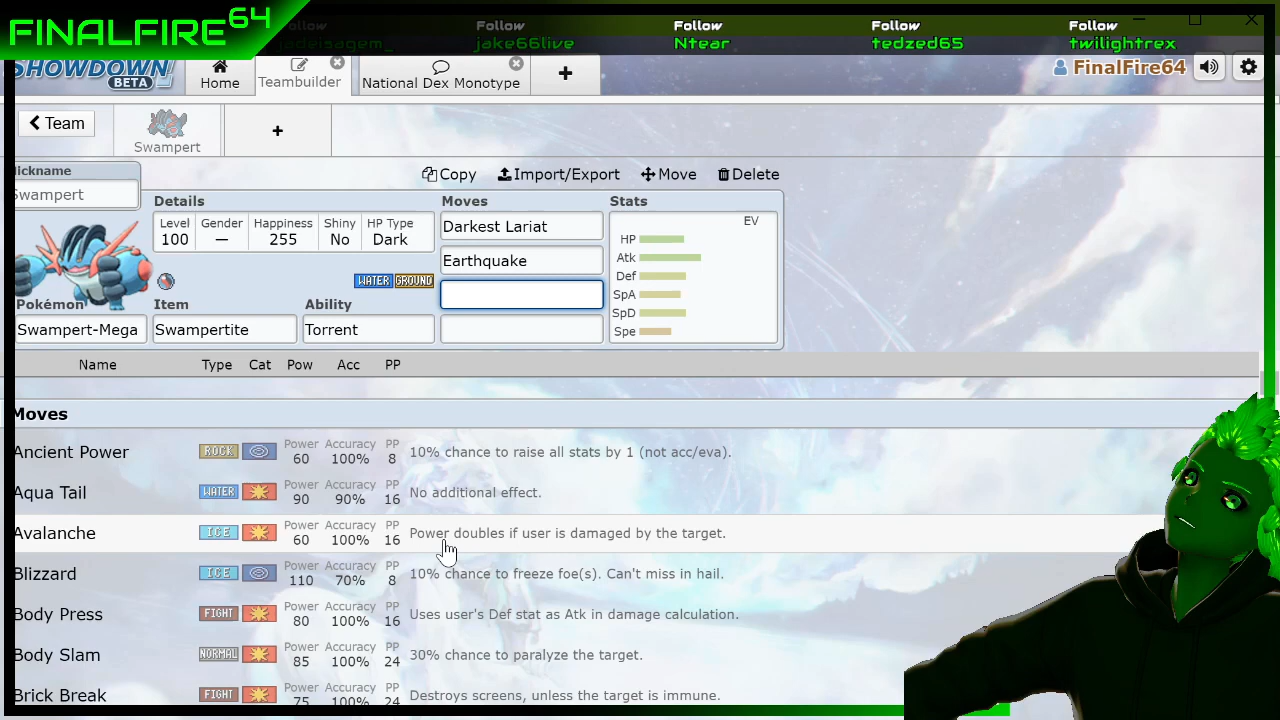 FINALFIRE64
Follow
Follow
Follow
Follow
jake66live
Ntear
tedzed65
twilightrex
SHOWDOWN
BETA
Home
Teambuilder
National Dex Monotype
+
FinalFire64
Team
Swampert
+
Nickname
Swampert
Copy
Import/Export
Move
Delete
Details
Moves
Stats
Level
Gender
Happiness
Shiny
HP Type
100
—
255
No
Dark
Darkest Lariat
EV
HP
Atk
Def
SpA
SpD
Spe
Earthquake
WATER
GROUND
Pokémon
Item
Ability
Swampert-Mega
Swampertite
Torrent
Name
Type
Cat
Pow
Acc
PP
Moves
Ancient Power ROCK Power 60 Accuracy 100% PP 8 10% chance to raise all stats by 1 (not acc/eva).
Aqua Tail WATER Power 90 Accuracy 90% PP 16 No additional effect.
Avalanche ICE Power 60 Accuracy 100% PP 16 Power doubles if user is damaged by the target.
Blizzard ICE Power 110 Accuracy 70% PP 8 10% chance to freeze foe(s). Can't miss in hail.
Body Press FIGHT Power 80 Accuracy 100% PP 16 Uses user's Def stat as Atk in damage calculation.
Body Slam NORMAL Power 85 Accuracy 100% PP 24 30% chance to paralyze the target.
Brick Break FIGHT Power 75 Accuracy 100% PP 24 Destroys screens, unless the target is immune.